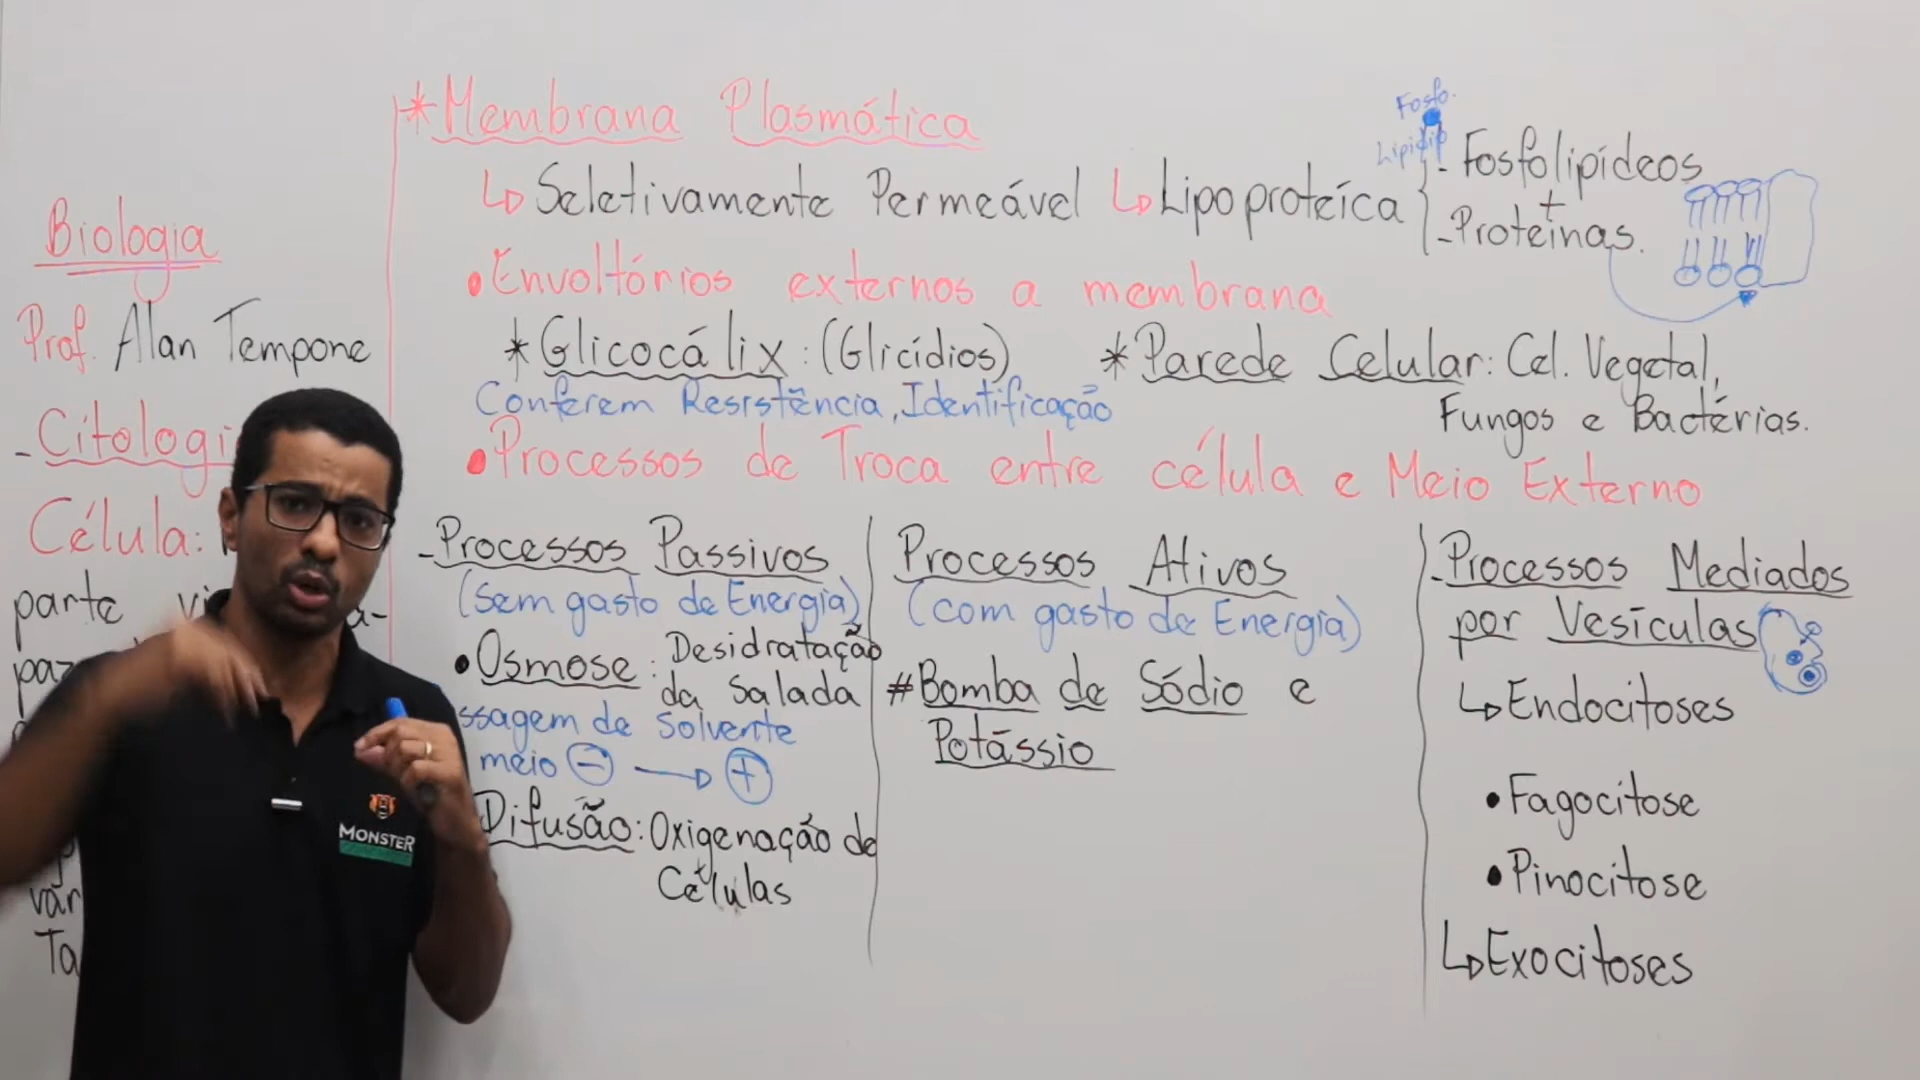 Biologia
Prof. Alan Tempone
- Citologi
Célula:
parte
*Membrana Plasmática
↳ Seletivamente Permeável ↳ Lipoproteíca
Fosfo.
- Fosfolipídeos
+
- Proteínas.
• Envoltórios externos a membrana
* Glicocálix: (Glicídios)
Conferem Resistência, Identificação
* Parede Celular: Cel. Vegetal,
Fungos e Bactérias.
• Processos de Troca entre célula e Meio Externo
- Processos Passivos
(Sem gasto de Energia)
• Osmose: Desidratação
da Salada
ssagem de Solvente
meio - → +
Difusão: Oxigenação de
Células
Processos Ativos
(com gasto de Energia)
# Bomba de Sódio e
Potássio
- Processos Mediados
por Vesículas
↳ Endocitoses
• Fagocitose
• Pinocitose
↳ Exocitoses
MONSTER